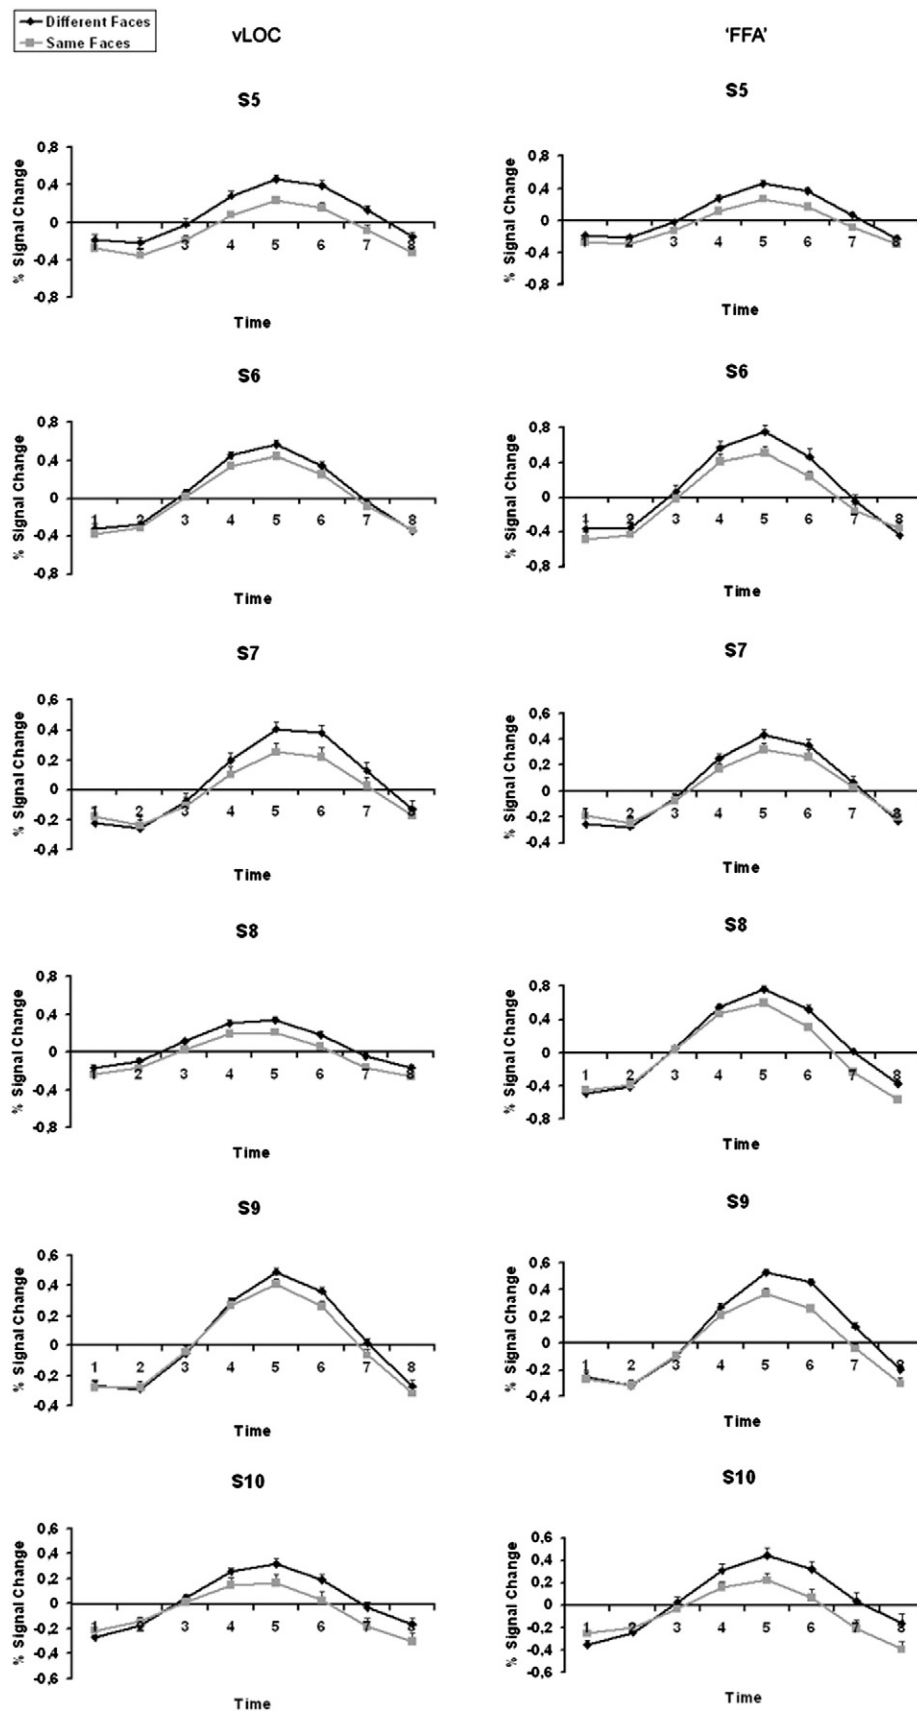 Different Faces
Same Faces
vLOC
'FFA'
S5
% Signal Change
0,8
0,4
0
-0,4
-0,8
1 2 3 4 5 6 7 8
Time
S5
% Signal Change
0,8
0,4
0
-0,4
-0,8
1 2 3 4 5 6 7 8
Time
S6
% Signal Change
0,8
0,4
0
-0,4
-0,8
1 2 3 4 5 6 7 8
Time
S6
% Signal Change
0,8
0,4
0
-0,4
-0,8
1 2 3 4 5 6 7 8
Time
S7
% Signal Change
0,6
0,4
0,2
0
-0,2
-0,4
1 2 3 4 5 6 7 8
Time
S7
% Signal Change
0,6
0,4
0,2
0
-0,2
-0,4
1 2 3 4 5 6 7 8
Time
S8
% Signal Change
0,8
0,4
0
-0,4
-0,8
1 2 3 4 5 6 7 8
Time
S8
% Signal Change
0,8
0,4
0
-0,4
-0,8
1 2 3 4 5 6 7 8
Time
S9
% Signal Change
0,6
0,4
0,2
0
-0,2
-0,4
1 2 3 4 5 6 7 8
Time
S9
% Signal Change
0,6
0,4
0,2
0
-0,2
-0,4
1 2 3 4 5 6 7 8
Time
S10
% Signal Change
0,6
0,4
0,2
0
-0,2
-0,4
-0,6
1 2 3 4 5 6 7 8
Time
S10
% Signal Change
0,6
0,4
0,2
0
-0,2
-0,4
-0,6
1 2 3 4 5 6 7 8
Time